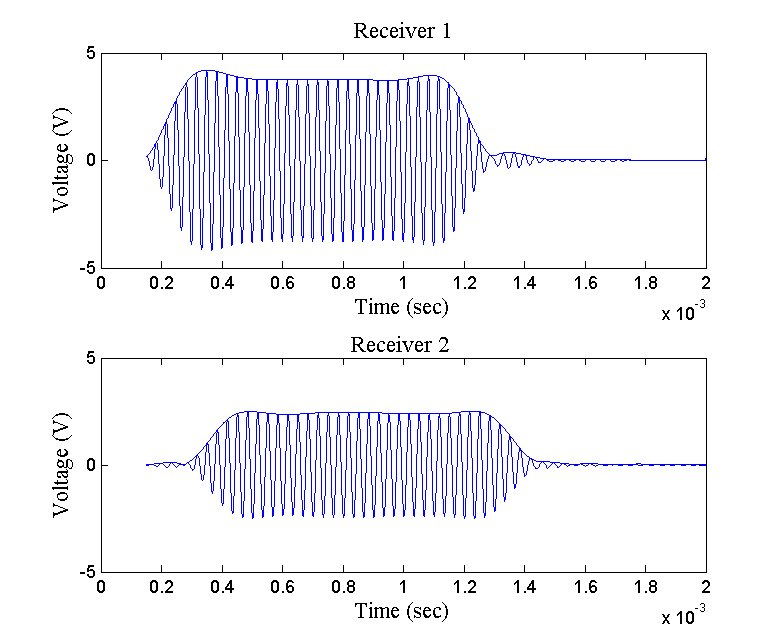 Receiver 1
5
0
-5
Voltage (V)
0 0.2 0.4 0.6 0.8 1 1.2 1.4 1.6 1.8 2
Time (sec)
x 10⁻³
Receiver 2
5
0
-5
Voltage (V)
0 0.2 0.4 0.6 0.8 1 1.2 1.4 1.6 1.8 2
Time (sec)
x 10⁻³